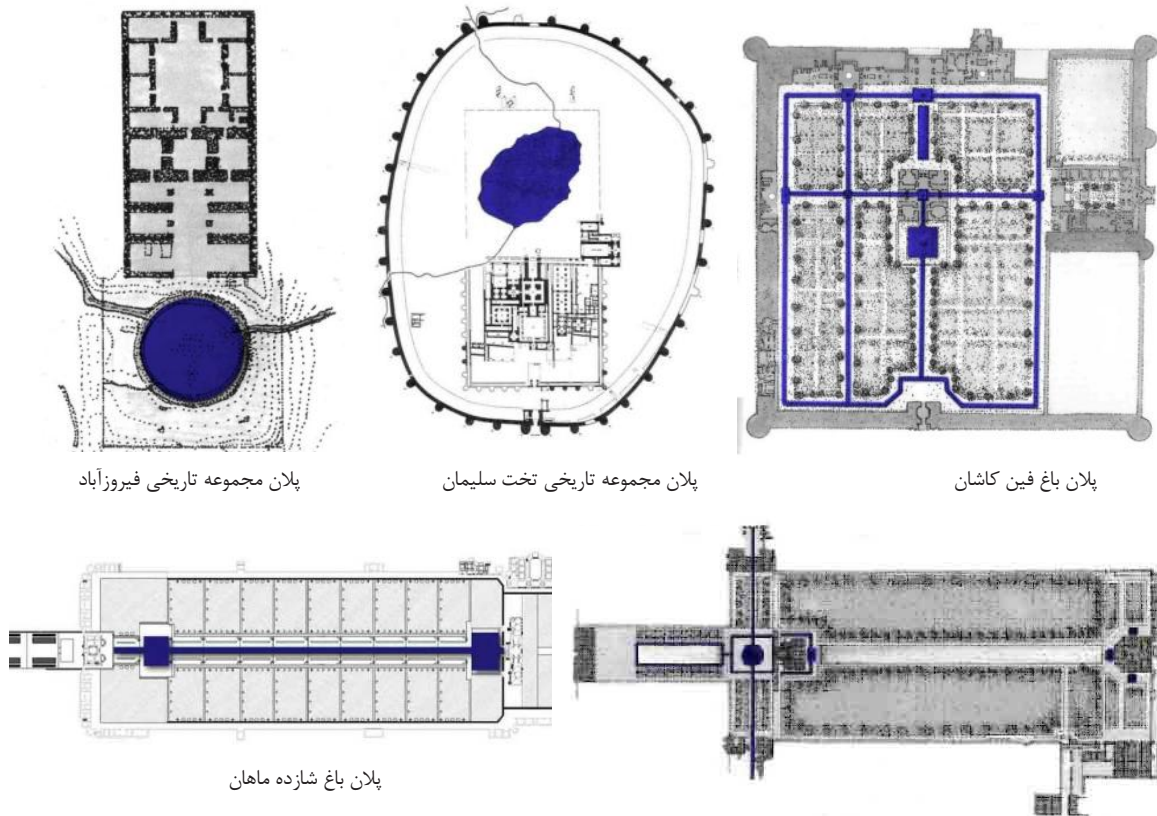 پلان باغ فین کاشان
پلان مجموعه تاریخی تخت سلیمان
پلان مجموعه تاریخی فیروزآباد
پلان باغ شازده ماهان